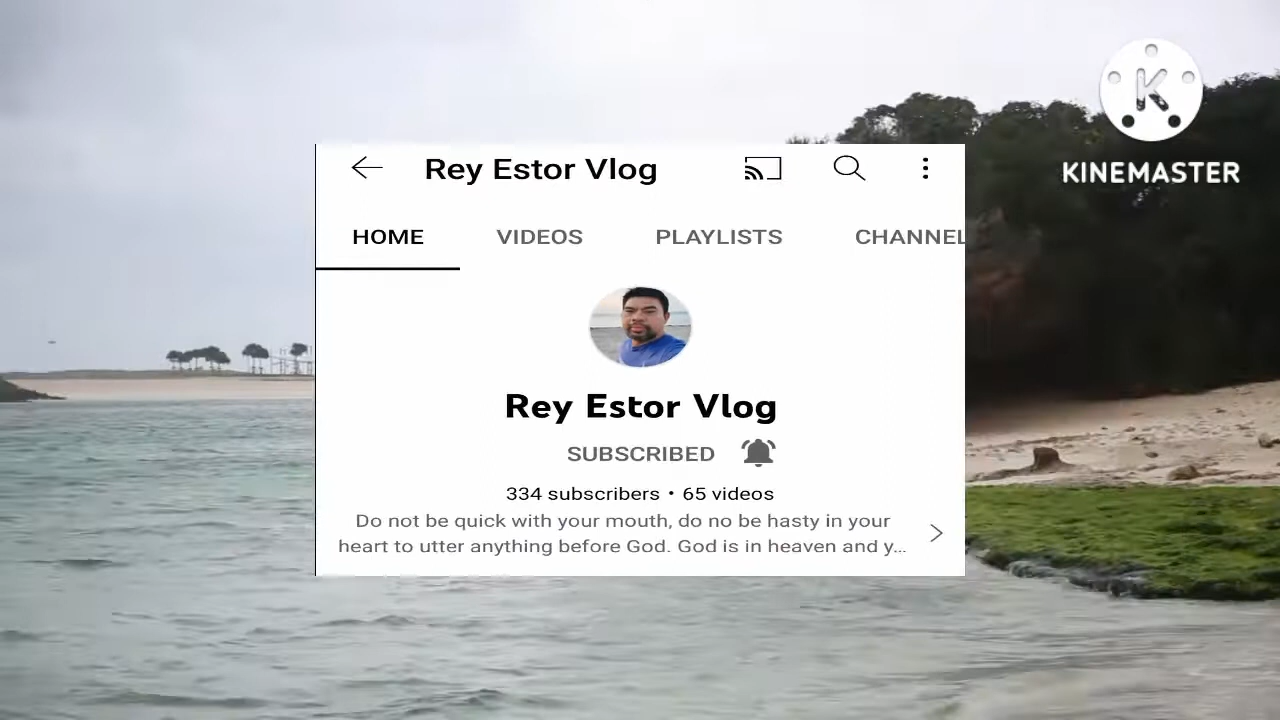 K
KINEMASTER
Rey Estor Vlog
HOME VIDEOS PLAYLISTS CHANNEL
Rey Estor Vlog
SUBSCRIBED
334 subscribers • 65 videos
Do not be quick with your mouth, do no be hasty in your
heart to utter anything before God. God is in heaven and y...